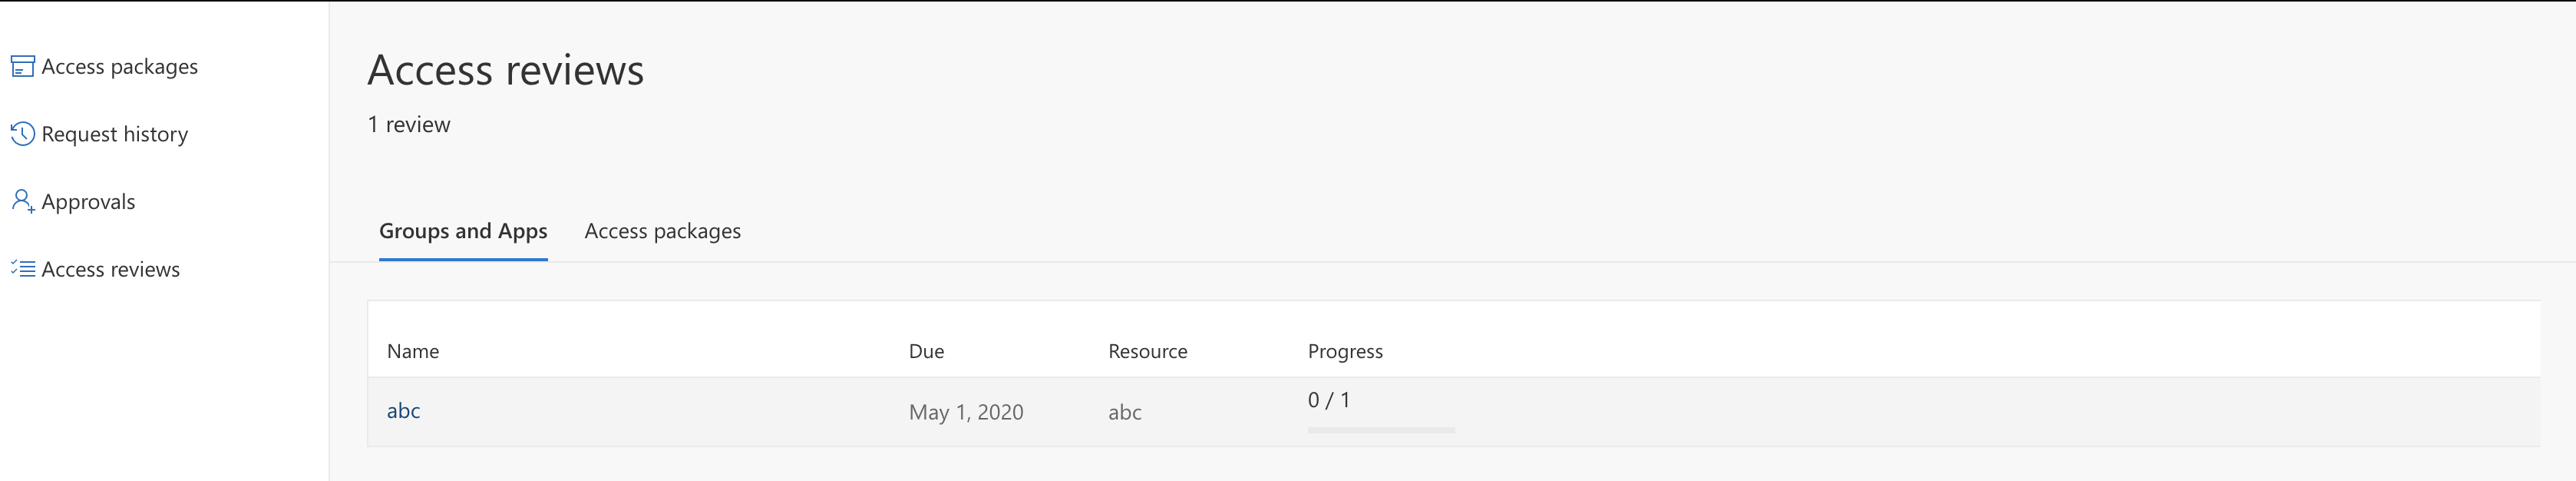 Access packages
Request history
Approvals
Access reviews
Access reviews
1 review
Groups and Apps Access packages
Name Due Resource Progress
abc May 1, 2020 abc 0 / 1